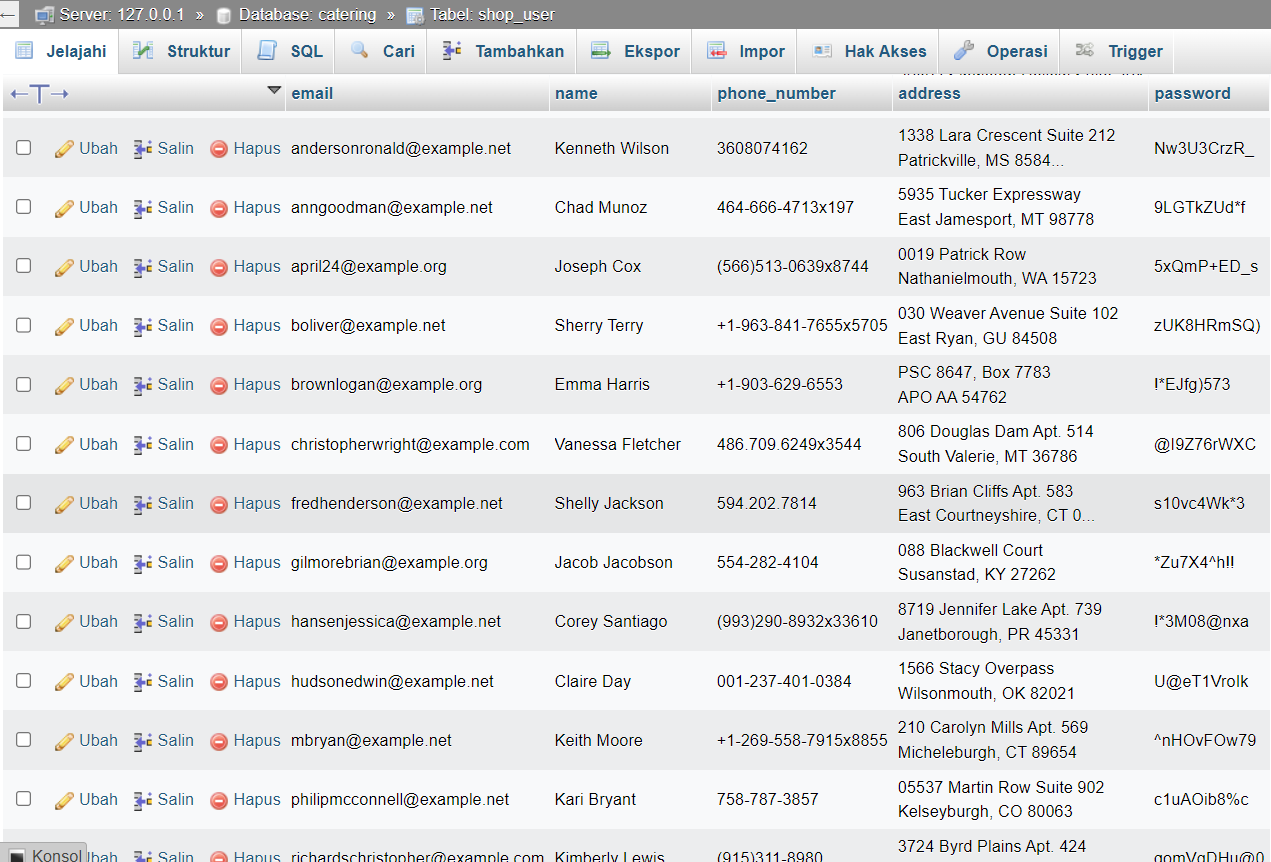 Server: 127.0.0.1 » Database: catering » Tabel: shop_user
Jelajahi Struktur SQL Cari Tambahkan Ekspor Impor Hak Akses Operasi Trigger
←T→ email name phone_number address password
Ubah Salin Hapus andersonronald@example.net Kenneth Wilson 3608074162 1338 Lara Crescent Suite 212 Nw3U3CrzR_
Patrickville, MS 8584...
Ubah Salin Hapus anngoodman@example.net Chad Munoz 464-666-4713x197 5935 Tucker Expressway 9LGTkZUd*f
East Jamesport, MT 98778
Ubah Salin Hapus april24@example.org Joseph Cox (566)513-0639x8744 0019 Patrick Row 5xQmP+ED_s
Nathanielmouth, WA 15723
Ubah Salin Hapus boliver@example.net Sherry Terry +1-963-841-7655x5705 030 Weaver Avenue Suite 102 zUK8HRmSQ)
East Ryan, GU 84508
Ubah Salin Hapus brownlogan@example.org Emma Harris +1-903-629-6553 PSC 8647, Box 7783 !*EJfg)573
APO AA 54762
Ubah Salin Hapus christopherwright@example.com Vanessa Fletcher 486.709.6249x3544 806 Douglas Dam Apt. 514 @I9Z76rWXC
South Valerie, MT 36786
Ubah Salin Hapus fredhenderson@example.net Shelly Jackson 594.202.7814 963 Brian Cliffs Apt. 583 s10vc4Wk*3
East Courtneyshire, CT 0...
Ubah Salin Hapus gilmorebrian@example.org Jacob Jacobson 554-282-4104 088 Blackwell Court *Zu7X4^h!!
Susanstad, KY 27262
Ubah Salin Hapus hansenjessica@example.net Corey Santiago (993)290-8932x33610 8719 Jennifer Lake Apt. 739 !*3M08@nxa
Janetborough, PR 45331
Ubah Salin Hapus hudsonedwin@example.net Claire Day 001-237-401-0384 1566 Stacy Overpass U@eT1Vrolk
Wilsonmouth, OK 82021
Ubah Salin Hapus mbryan@example.net Keith Moore +1-269-558-7915x8855 210 Carolyn Mills Apt. 569 ^nHOvFOw79
Micheleburgh, CT 89654
Ubah Salin Hapus philipmcconnell@example.net Kari Bryant 758-787-3857 05537 Martin Row Suite 902 c1uAOib8%c
Kelseyburgh, CO 80063
Konsol Ubah Salin Hapus richardschristopher@example.com Kimberly Lewis (915)311-8980 3724 Byrd Plains Apt. 424